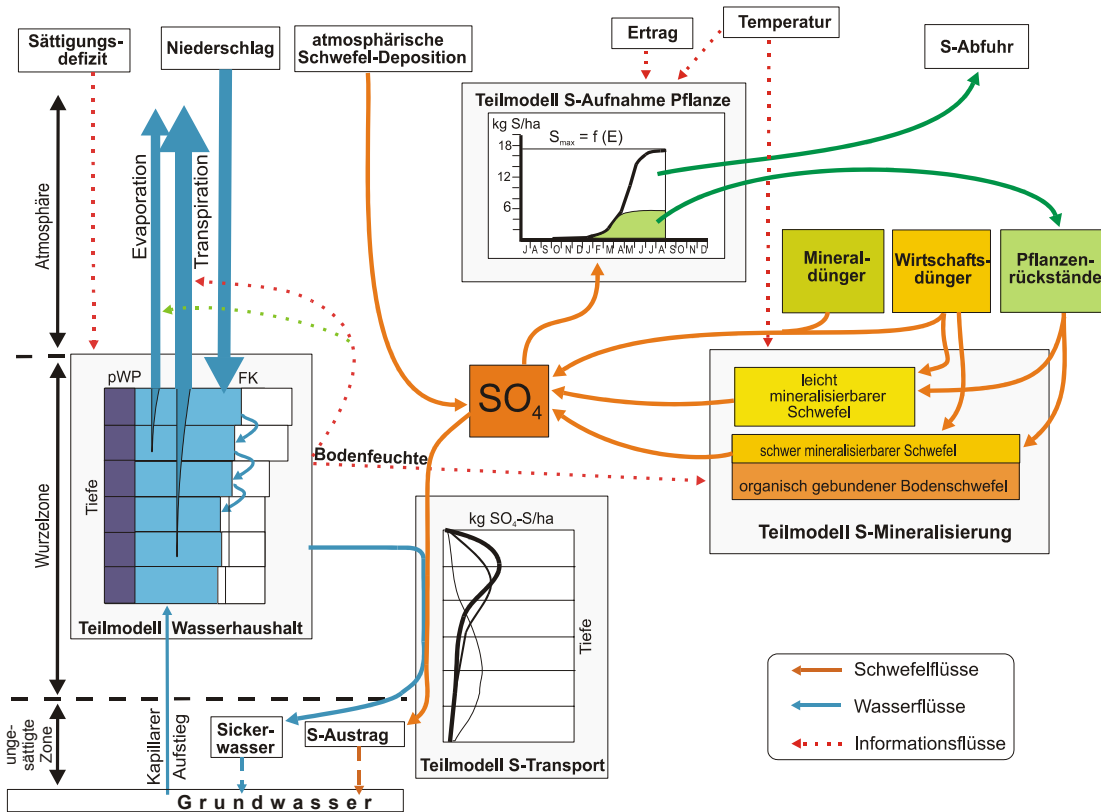 Sättigungs-
defizit
Niederschlag
atmosphärische
Schwefel-Deposition
Ertrag
Temperatur
S-Abfuhr
Teilmodell S-Aufnahme Pflanze
kg S/ha
S max = f (E)
18
12
6
J A S O N D J F M A M J J A S O N D
Atmosphäre
Evaporation
Transpiration
Mineral-
dünger
Wirtschafts-
dünger
Pflanzen-
rückstände
pWP
FK
Tiefe
Wurzelzone
Teilmodell Wasserhaushalt
Bodenfeuchte
SO4
leicht
mineralisierbarer
Schwefel
schwer mineralisierbarer Schwefel
organisch gebundener Bodenschwefel
Teilmodell S-Mineralisierung
kg SO4-S/ha
Tiefe
Teilmodell S-Transport
unge-
sättigte
Zone
Kapillarer
Aufstieg
Sicker-
wasser
S-Austrag
Grundwasser
Schwefelflüsse
Wasserflüsse
Informationsflüsse